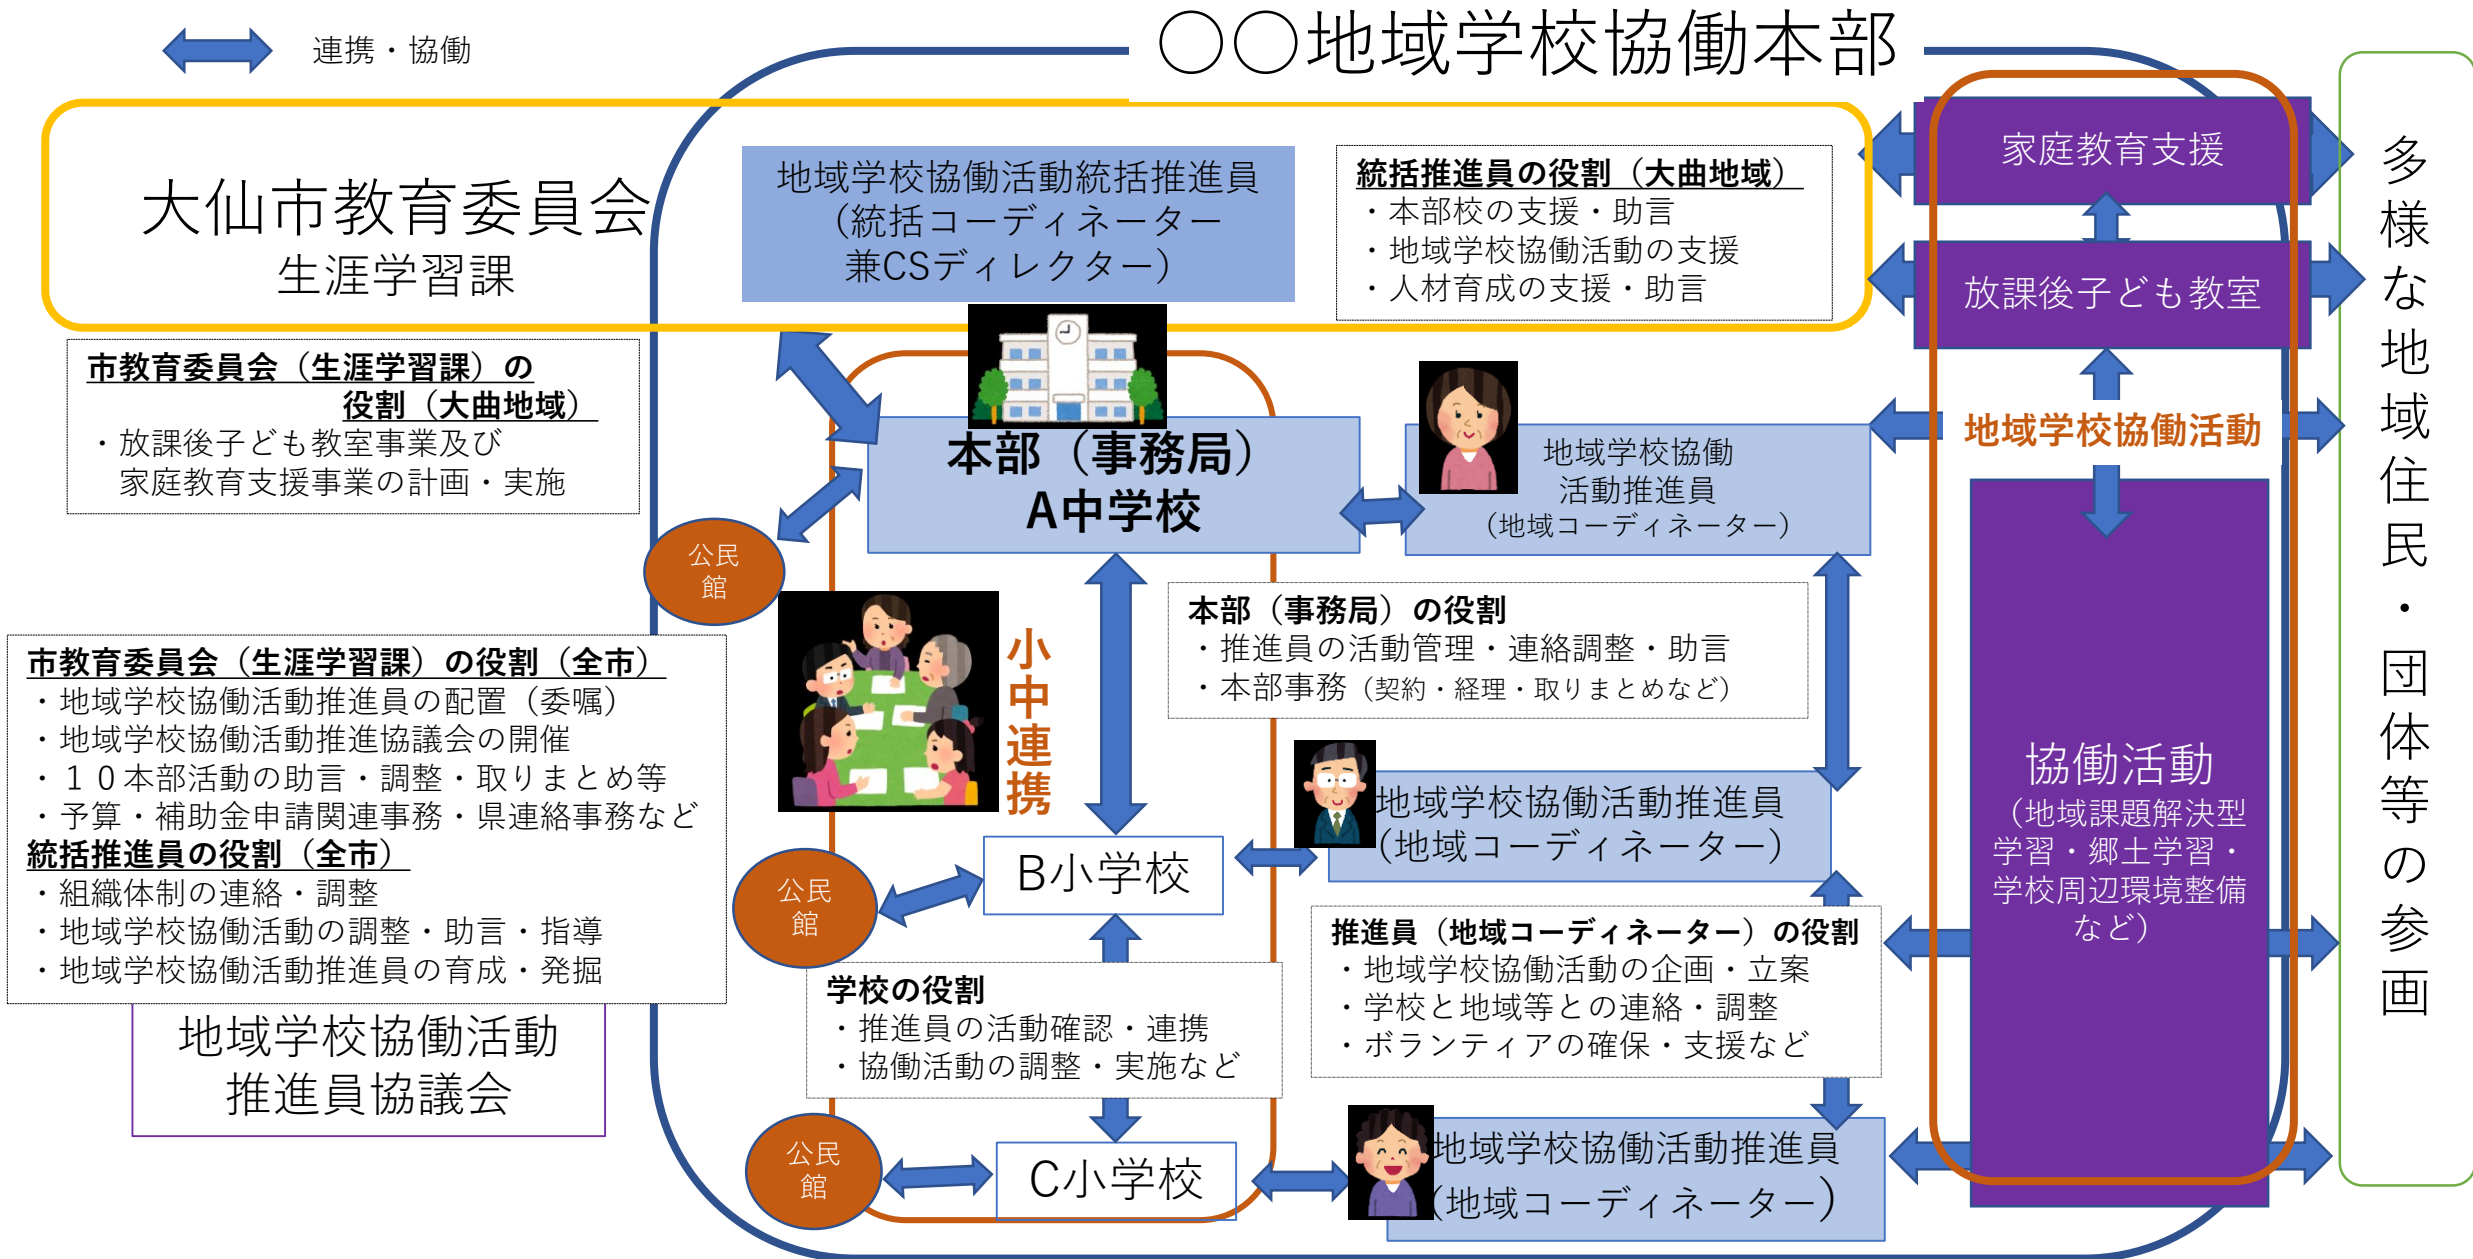 ○○地域学校協働本部
連携・協働
大仙市教育委員会
生涯学習課
地域学校協働活動統括推進員
（統括コーディネーター
兼CSディレクター）
統括推進員の役割（大曲地域）
・本部校の支援・助言
・地域学校協働活動の支援
・人材育成の支援・助言
家庭教育支援
放課後子ども教室
地域学校協働活動
協働活動
（地域課題解決型
学習・郷土学習・
学校周辺環境整備
など）
多様な地域住民・団体等の参画
市教育委員会（生涯学習課）の
役割（大曲地域）
・放課後子ども教室事業及び
家庭教育支援事業の計画・実施
本部（事務局）
A中学校
地域学校協働
活動推進員
（地域コーディネーター）
公民
館
小中連携
本部（事務局）の役割
・推進員の活動管理・連絡調整・助言
・本部事務（契約・経理・取りまとめなど）
市教育委員会（生涯学習課）の役割（全市）
・地域学校協働活動推進員の配置（委嘱）
・地域学校協働活動推進協議会の開催
・１０本部活動の助言・調整・取りまとめ等
・予算・補助金申請関連事務・県連絡事務など
統括推進員の役割（全市）
・組織体制の連絡・調整
・地域学校協働活動の調整・助言・指導
・地域学校協働活動推進員の育成・発掘
地域学校協働活動
推進員協議会
地域学校協働活動推進員
（地域コーディネーター）
B小学校
公民
館
推進員（地域コーディネーター）の役割
・地域学校協働活動の企画・立案
・学校と地域等との連絡・調整
・ボランティアの確保・支援など
学校の役割
・推進員の活動確認・連携
・協働活動の調整・実施など
公民
館
C小学校
地域学校協働活動推進員
（地域コーディネーター）